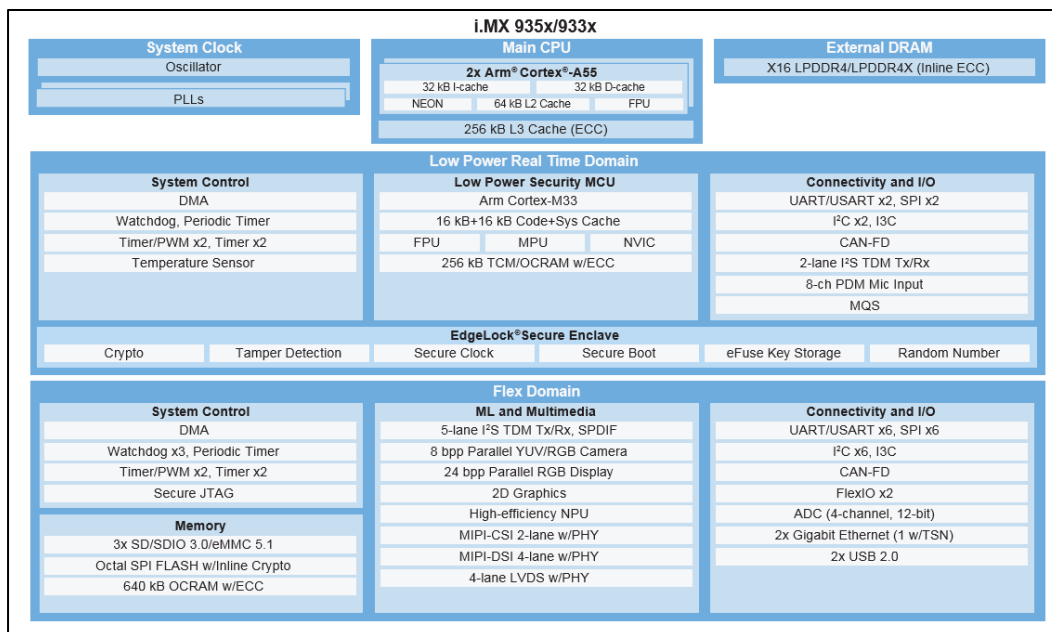 i.MX 935x/933x
System Clock
Oscillator
PLLs
Main CPU
2x Arm® Cortex®-A55
32 kB I-cache
32 kB D-cache
NEON
64 kB L2 Cache
FPU
256 kB L3 Cache (ECC)
External DRAM
X16 LPDDR4/LPDDR4X (Inline ECC)
Low Power Real Time Domain
System Control
DMA
Watchdog, Periodic Timer
Timer/PWM x2, Timer x2
Temperature Sensor
Low Power Security MCU
Arm Cortex-M33
16 kB+16 kB Code+Sys Cache
FPU
MPU
NVIC
256 kB TCM/OCRAM w/ECC
Connectivity and I/O
UART/USART x2, SPI x2
I²C x2, I3C
CAN-FD
2-lane I²S TDM Tx/Rx
8-ch PDM Mic Input
MQS
EdgeLock®Secure Enclave
Crypto
Tamper Detection
Secure Clock
Secure Boot
eFuse Key Storage
Random Number
Flex Domain
System Control
DMA
Watchdog x3, Periodic Timer
Timer/PWM x2, Timer x2
Secure JTAG
Memory
3x SD/SDIO 3.0/eMMC 5.1
Octal SPI FLASH w/Inline Crypto
640 kB OCRAM w/ECC
ML and Multimedia
5-lane I²S TDM Tx/Rx, SPDIF
8 bpp Parallel YUV/RGB Camera
24 bpp Parallel RGB Display
2D Graphics
High-efficiency NPU
MIPI-CSI 2-lane w/PHY
MIPI-DSI 4-lane w/PHY
4-lane LVDS w/PHY
Connectivity and I/O
UART/USART x6, SPI x6
I²C x6, I3C
CAN-FD
FlexIO x2
ADC (4-channel, 12-bit)
2x Gigabit Ethernet (1 w/TSN)
2x USB 2.0